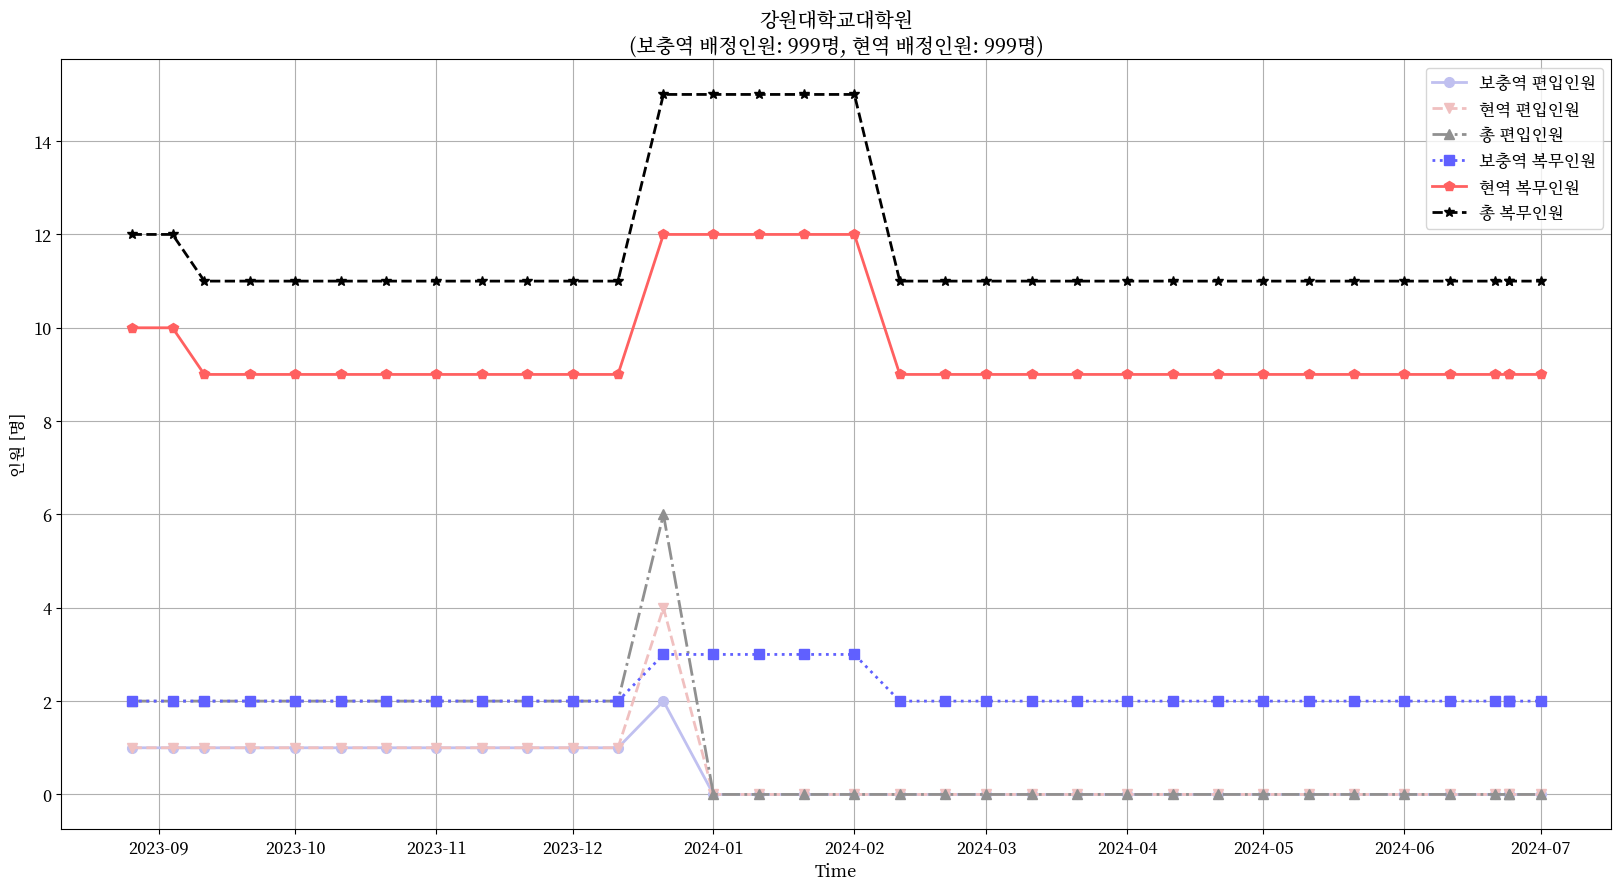 강원대학교대학원
(보충역 배정인원: 999명, 현역 배정인원: 999명)
보충역 편입인원
현역 편입인원
총 편입인원
보충역 복무인원
현역 복무인원
총 복무인원
14
12
10
8
6
4
2
0
인원 [명]
2023-09 2023-10 2023-11 2023-12 2024-01 2024-02 2024-03 2024-04 2024-05 2024-06 2024-07
Time